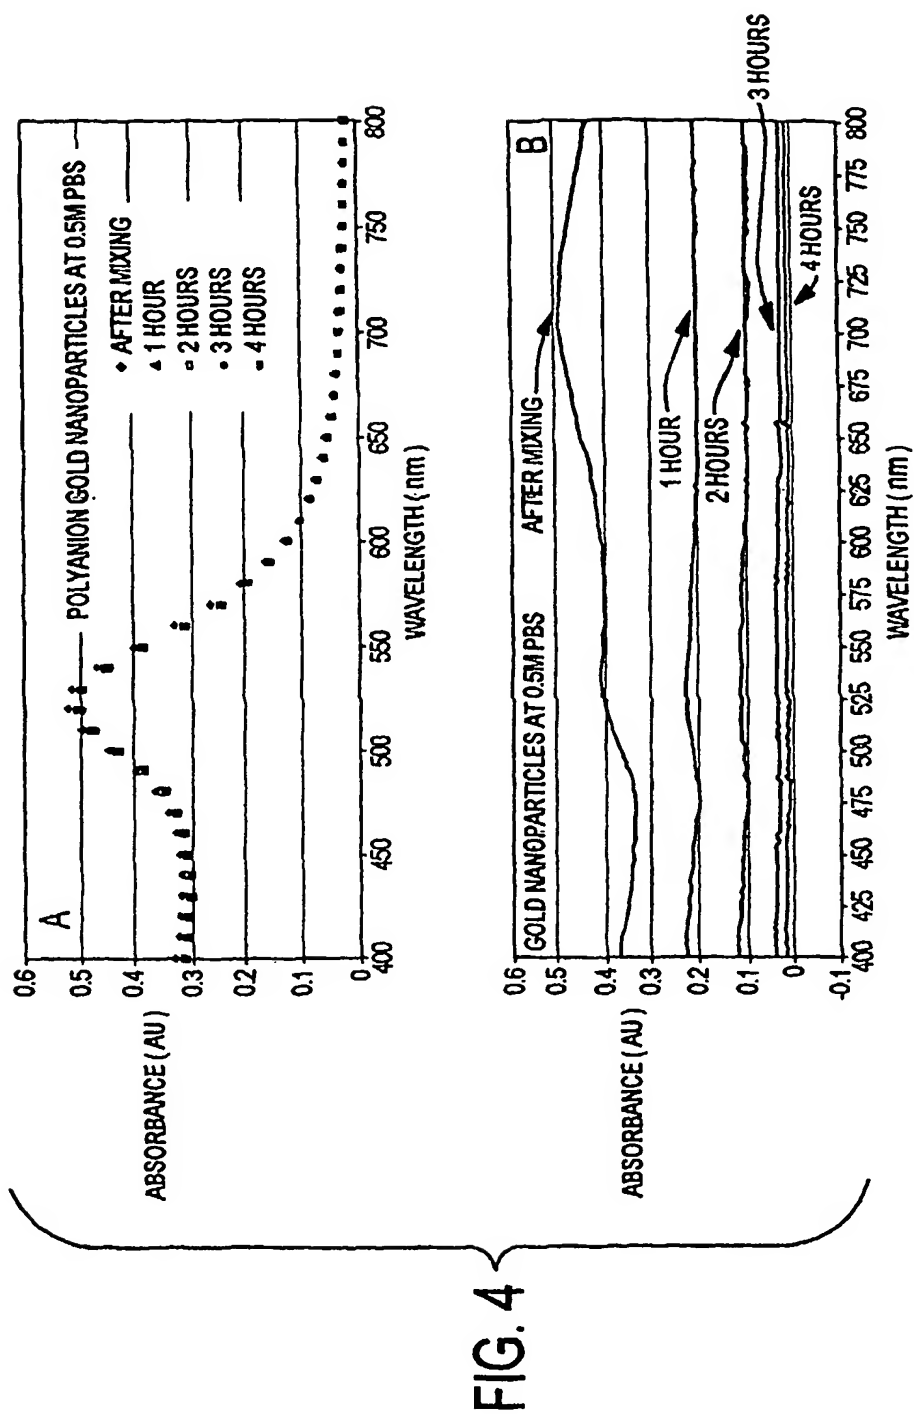 A
POLYANION GOLD NANOPARTICLES AT 0.5M PBS
AFTER MIXING
1 HOUR
2 HOURS
3 HOURS
4 HOURS
0.6
0.5
0.4
0.3
0.2
0.1
0
ABSORBANCE (AU)
400
450
500
550
600
650
700
750
800
WAVELENGTH (nm)
B
GOLD NANOPARTICLES AT 0.5M PBS
AFTER MIXING
1 HOUR
2 HOURS
3 HOURS
4 HOURS
0.6
0.5
0.4
0.3
0.2
0.1
0
-0.1
ABSORBANCE (AU)
400
425
450
475
500
525
550
575
600
625
650
675
700
725
750
775
800
WAVELENGTH (nm)
FIG. 4